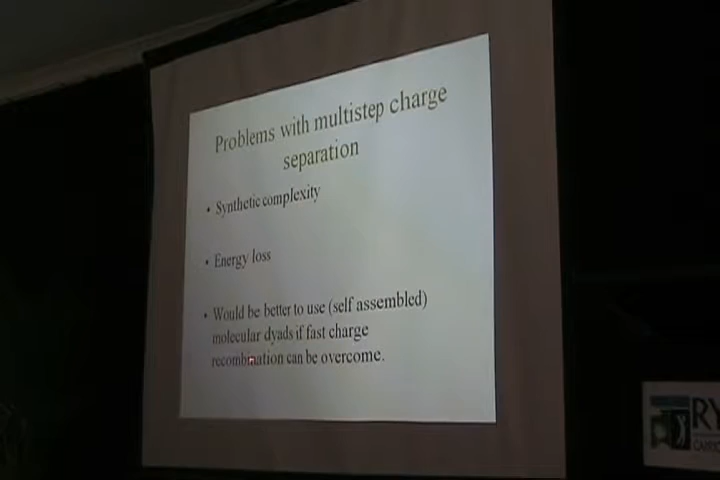 Problems with multistep charge
separation
• Synthetic complexity
• Energy loss
• Would be better to use (self assembled)
molecular dyads if fast charge
recombination can be overcome.
RY